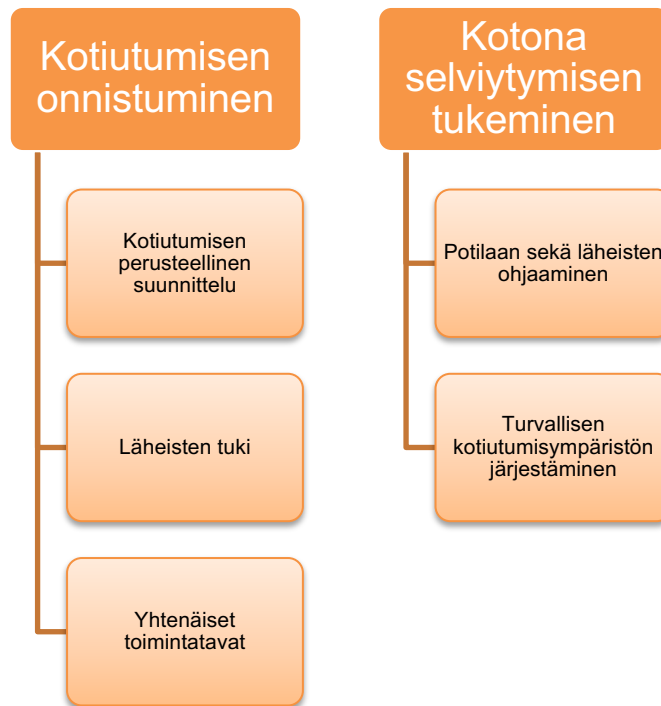 Kotiutumisen
onnistuminen
Kotiutumisen
perusteellinen
suunnittelu
Läheisten tuki
Yhtenäiset
toimintatavat
Kotona
selviytymisen
tukeminen
Potilaan sekä läheisten
ohjaaminen
Turvallisen
kotiutumisympäristön
järjestäminen